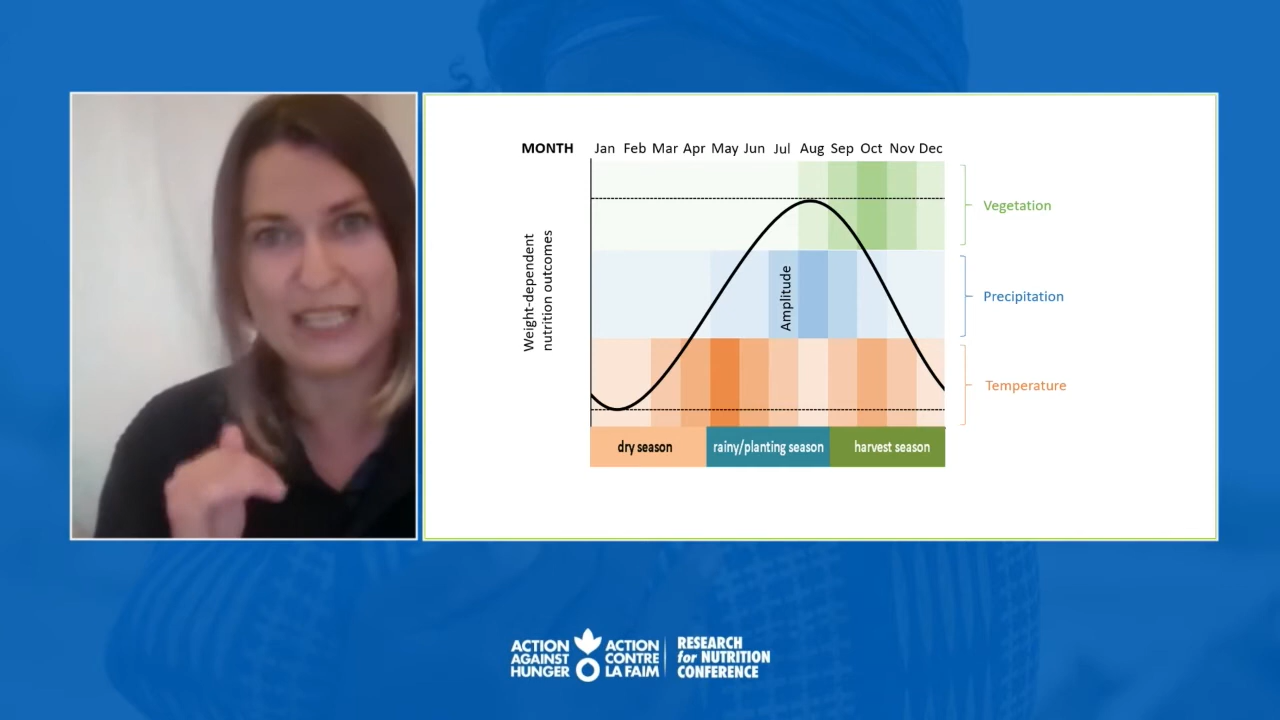 MONTH Jan Feb Mar Apr May Jun Jul Aug Sep Oct Nov Dec
Weight-dependent
nutrition outcomes
Amplitude
Vegetation
Precipitation
Temperature
dry season rainy/planting season harvest season
ACTION AGAINST HUNGER
ACTION CONTRE LA FAIM
RESEARCH
for NUTRITION
CONFERENCE